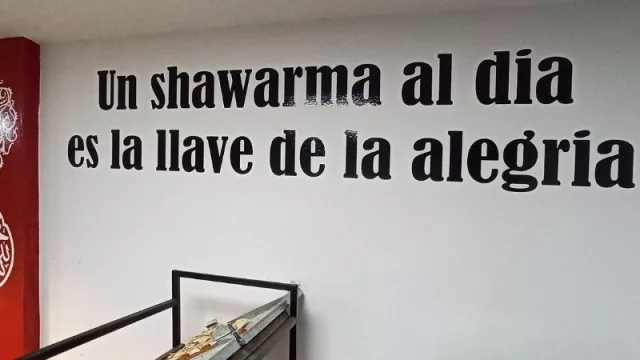 Un shawarma al dia
es la llave de la alegria